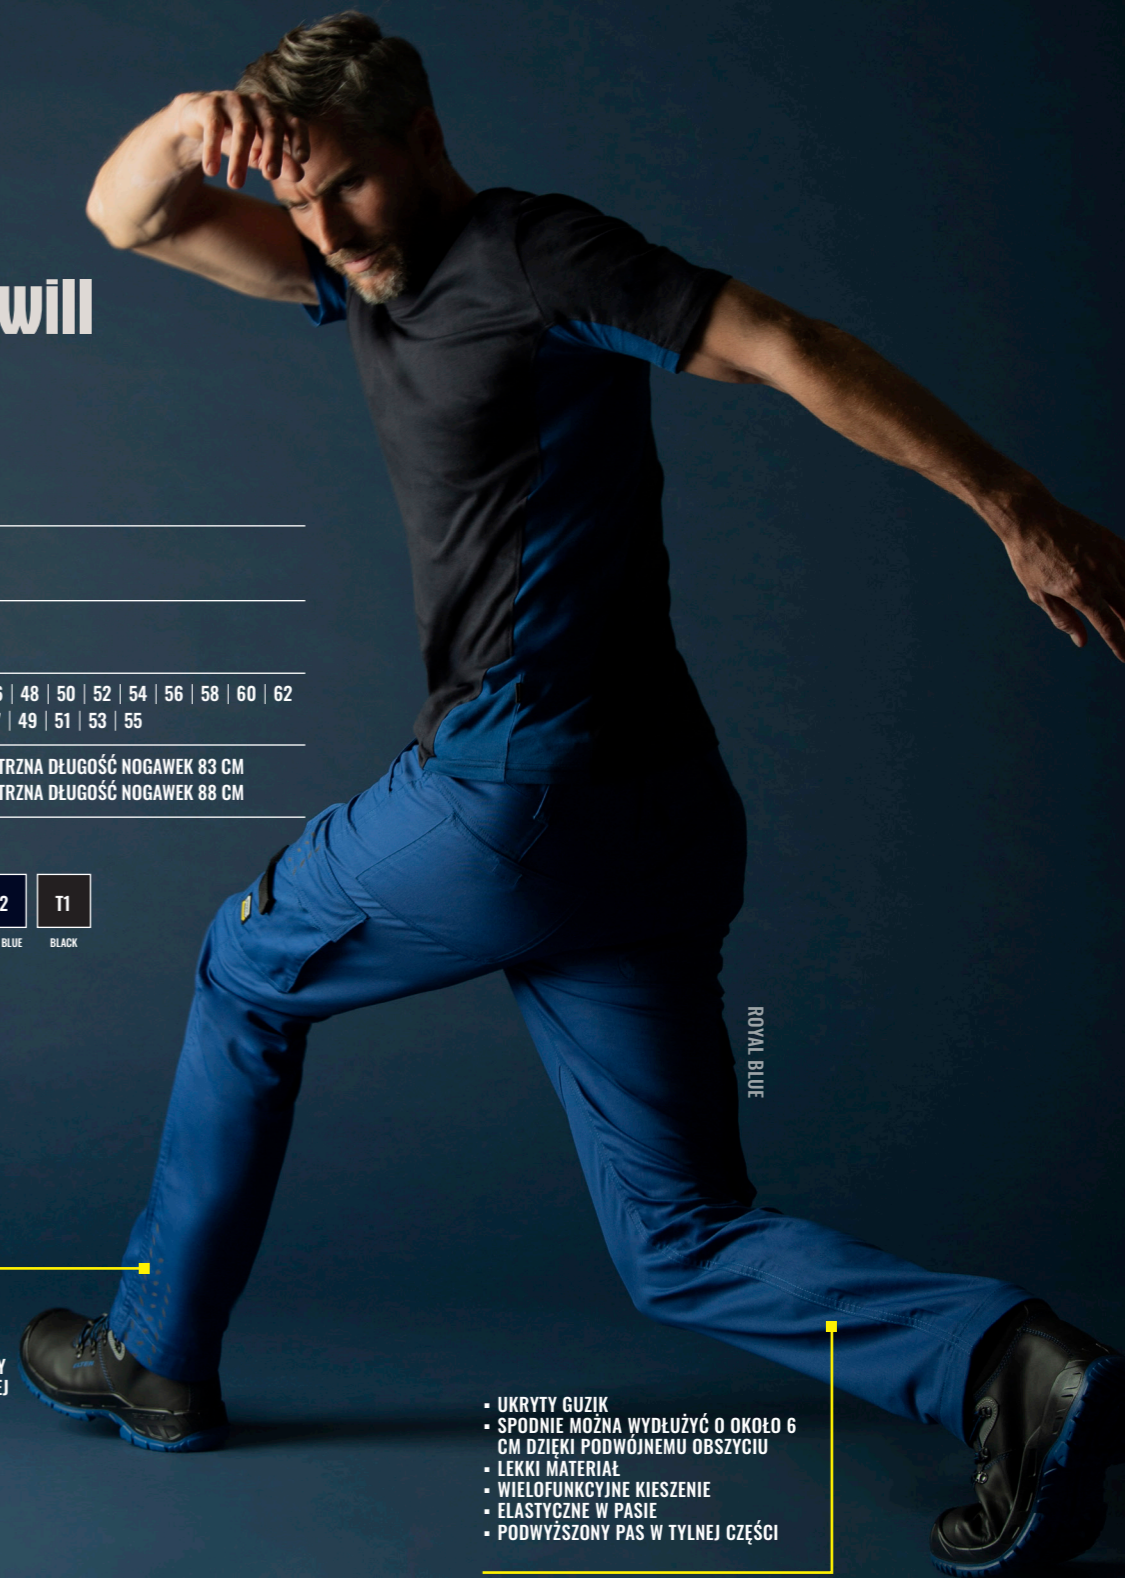 will
48 | 50 | 52 | 54 | 56 | 58 | 60 | 62
49 | 51 | 53 | 55
DŁUGOŚĆ NOGAWEK 83 CM
DŁUGOŚĆ NOGAWEK 88 CM
2
T1
BLUE
BLACK
ROYAL BLUE
▪ UKRYTY GUZIK
▪ SPODNIE MOŻNA WYDŁUŻYĆ O OKOŁO 6
CM DZIĘKI PODWÓJNEMU OBSZYCIU
▪ LEKKI MATERIAŁ
▪ WIELOFUNKCYJNE KIESZENIE
▪ ELASTYCZNE W PASIE
▪ PODWYŻSZONY PAS W TYLNEJ CZĘŚCI